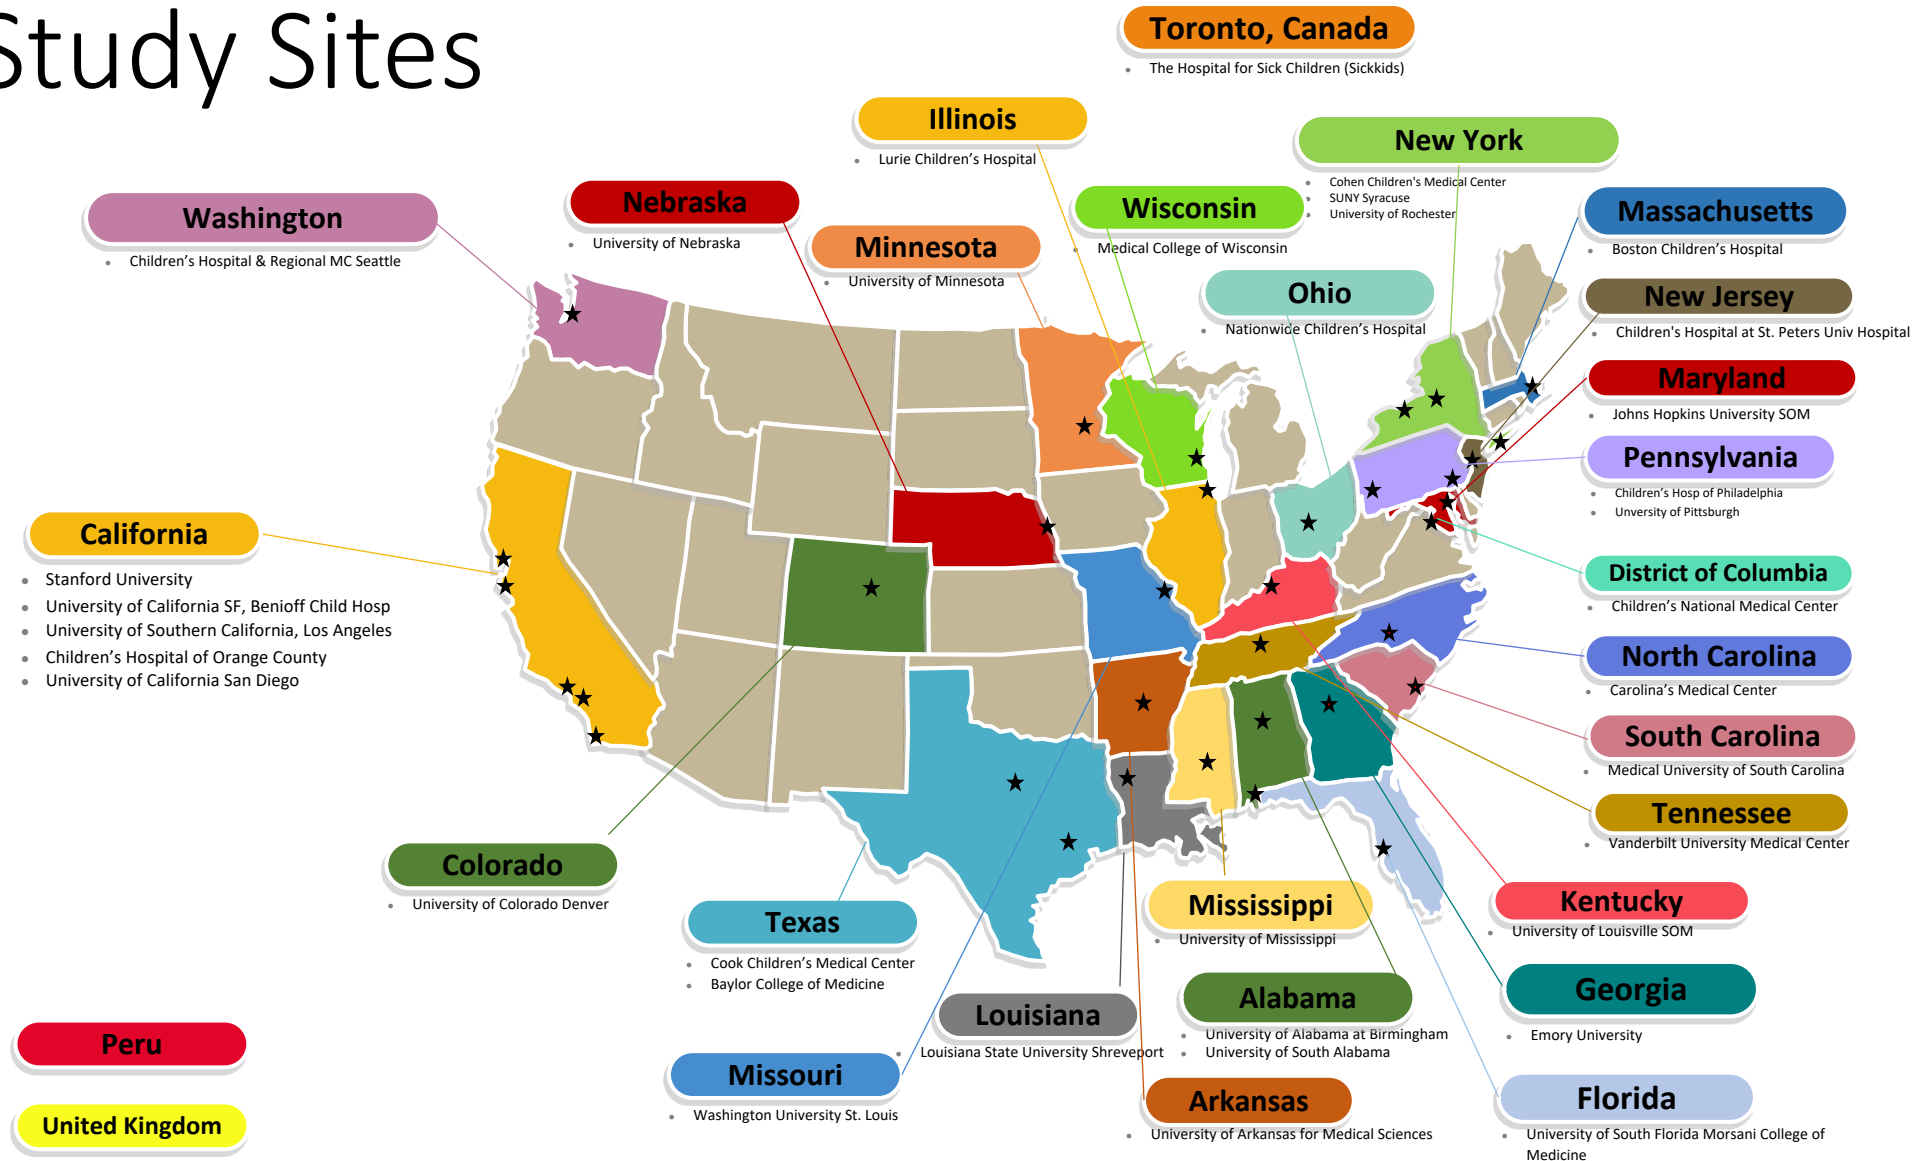 Study Sites
Toronto, Canada
The Hospital for Sick Children (Sickkids)
Illinois
Lurie Children's Hospital
New York
Cohen Children's Medical Center
SUNY Syracuse
University of Rochester
Washington
Children's Hospital & Regional MC Seattle
Nebraska
University of Nebraska
Minnesota
University of Minnesota
Wisconsin
Medical College of Wisconsin
Ohio
Nationwide Children's Hospital
Massachusetts
Boston Children's Hospital
New Jersey
Children's Hospital at St. Peters Univ Hospital
Maryland
Johns Hopkins University SOM
Pennsylvania
Children's Hosp of Philadelphia
Unversity of Pittsburgh
California
Stanford University
University of California SF, Benioff Child Hosp
University of Southern California, Los Angeles
Children's Hospital of Orange County
University of California San Diego
District of Columbia
Children's National Medical Center
North Carolina
Carolina's Medical Center
South Carolina
Medical University of South Carolina
Tennessee
Vanderbilt University Medical Center
Colorado
University of Colorado Denver
Texas
Cook Children's Medical Center
Baylor College of Medicine
Mississippi
University of Mississippi
Kentucky
University of Louisville SOM
Louisiana
Louisiana State University Shreveport
Alabama
University of Alabama at Birmingham
University of South Alabama
Georgia
Emory University
Peru
United Kingdom
Missouri
Washington University St. Louis
Arkansas
University of Arkansas for Medical Sciences
Florida
University of South Florida Morsani College of
Medicine